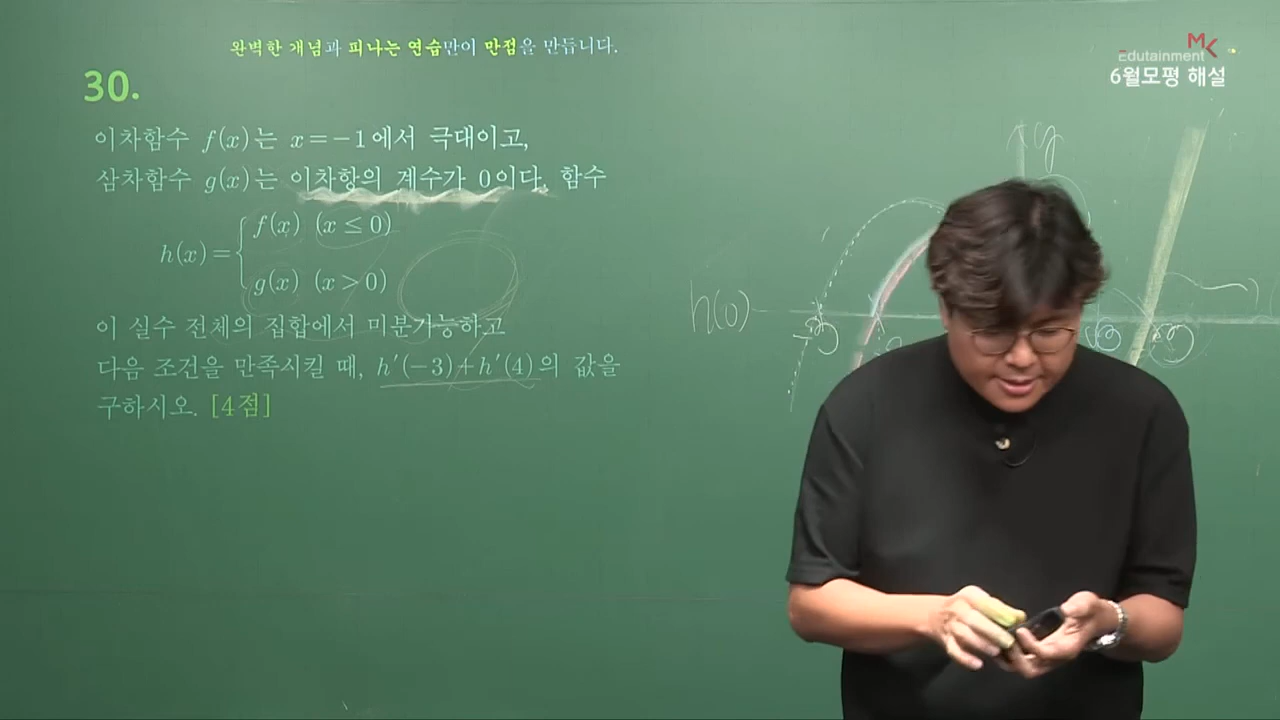 완벽한 개념과 피나는 연습만이 만점을 만듭니다.
MK
Edutainment
6월모평 해설
30.
이차함수 f(x)는 x=−1에서 극대이고,
삼차함수 g(x)는 이차항의 계수가 0이다. 함수
h(x)={ f(x) (x ≤ 0)
g(x) (x > 0)
이 실수 전체의 집합에서 미분가능하고
다음 조건을 만족시킬 때, h′(−3)+h′(4)의 값을
구하시오. [4점]
y
h(0)